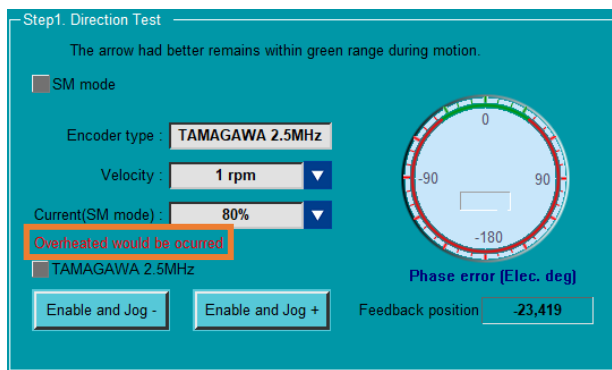 Step1. Direction Test
The arrow had better remains within green range during motion.
SM mode
Encoder type : TAMAGAWA 2.5MHz
Velocity : 1 rpm
Current(SM mode) : 80%
Overheated would be ocurred
TAMAGAWA 2.5MHz
Enable and Jog - Enable and Jog +
0
-90 90
-180
Phase error (Elec. deg)
Feedback position -23,419